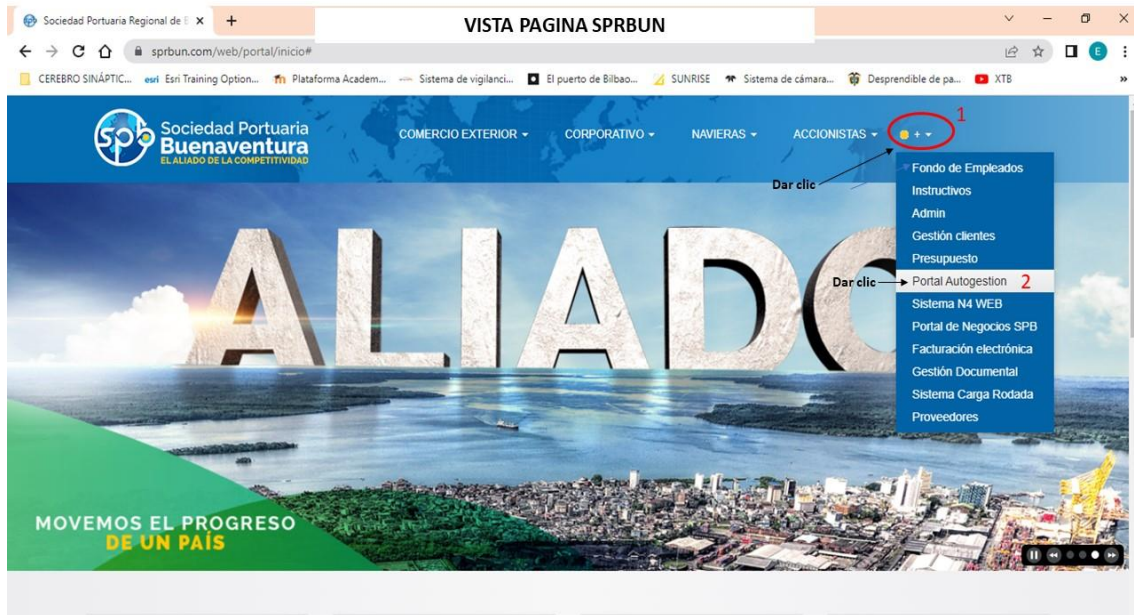 Sociedad Portuaria Regional de E
VISTA PAGINA SPRBUN
sprbun.com/web/portal/inicio#
E
CEREBRO SINÁPTIC...
esri Esri Training Option...
Plataforma Academ...
Sistema de vigilanci...
El puerto de Bilbao...
SUNRISE
Sistema de cámara...
Desprendible de pa...
XTB
»
spb
Sociedad Portuaria
Buenaventura
EL ALIADO DE LA COMPETITIVIDAD
COMERCIO EXTERIOR
CORPORATIVO
NAVIERAS
ACCIONISTAS
+
1
Dar clic
Fondo de Empleados
Instructivos
Admin
Gestión clientes
Presupuesto
Dar clic
Portal Autogestion
2
Sistema N4 WEB
Portal de Negocios SPB
Facturación electrónica
Gestión Documental
Sistema Carga Rodada
Proveedores
ALIADO
MOVEMOS EL PROGRESO
DE UN PAÍS